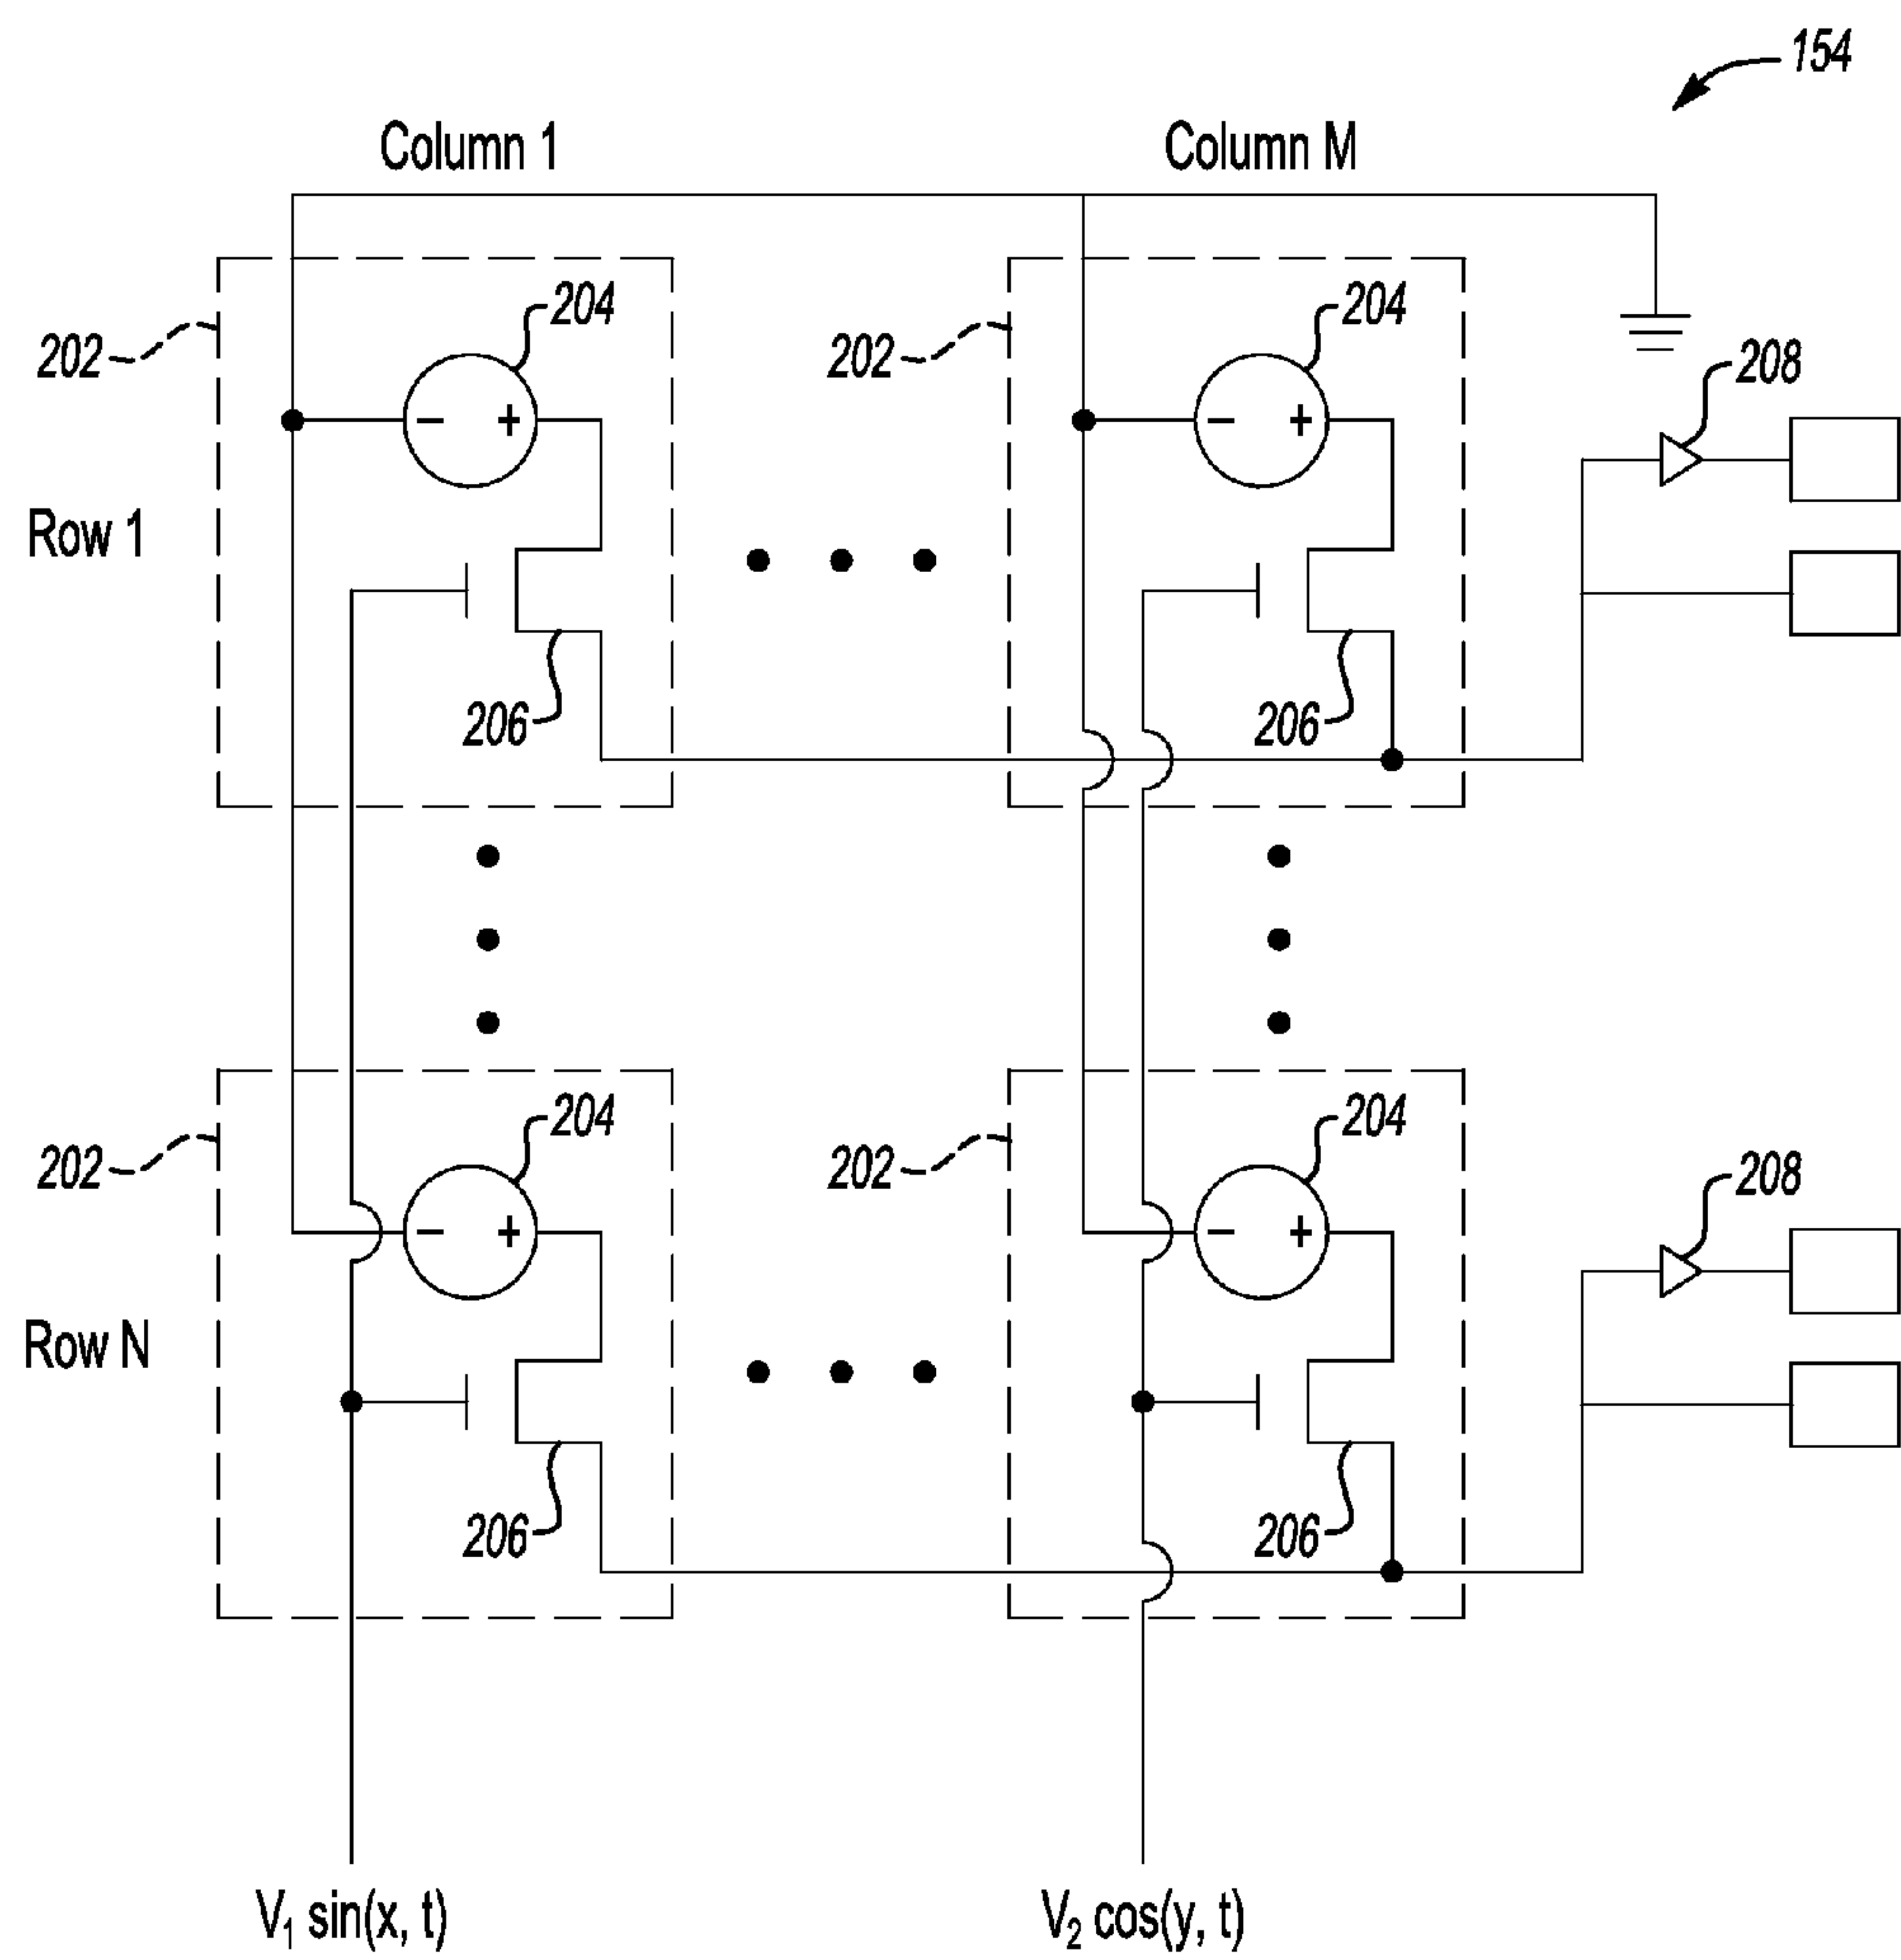 154
Column 1 Column M
204 204
202 202 208
− + − +
Row 1
206 206
204 204
202 202 208
− + − +
Row N
206 206
V₁ sin(x, t) V₂ cos(y, t)